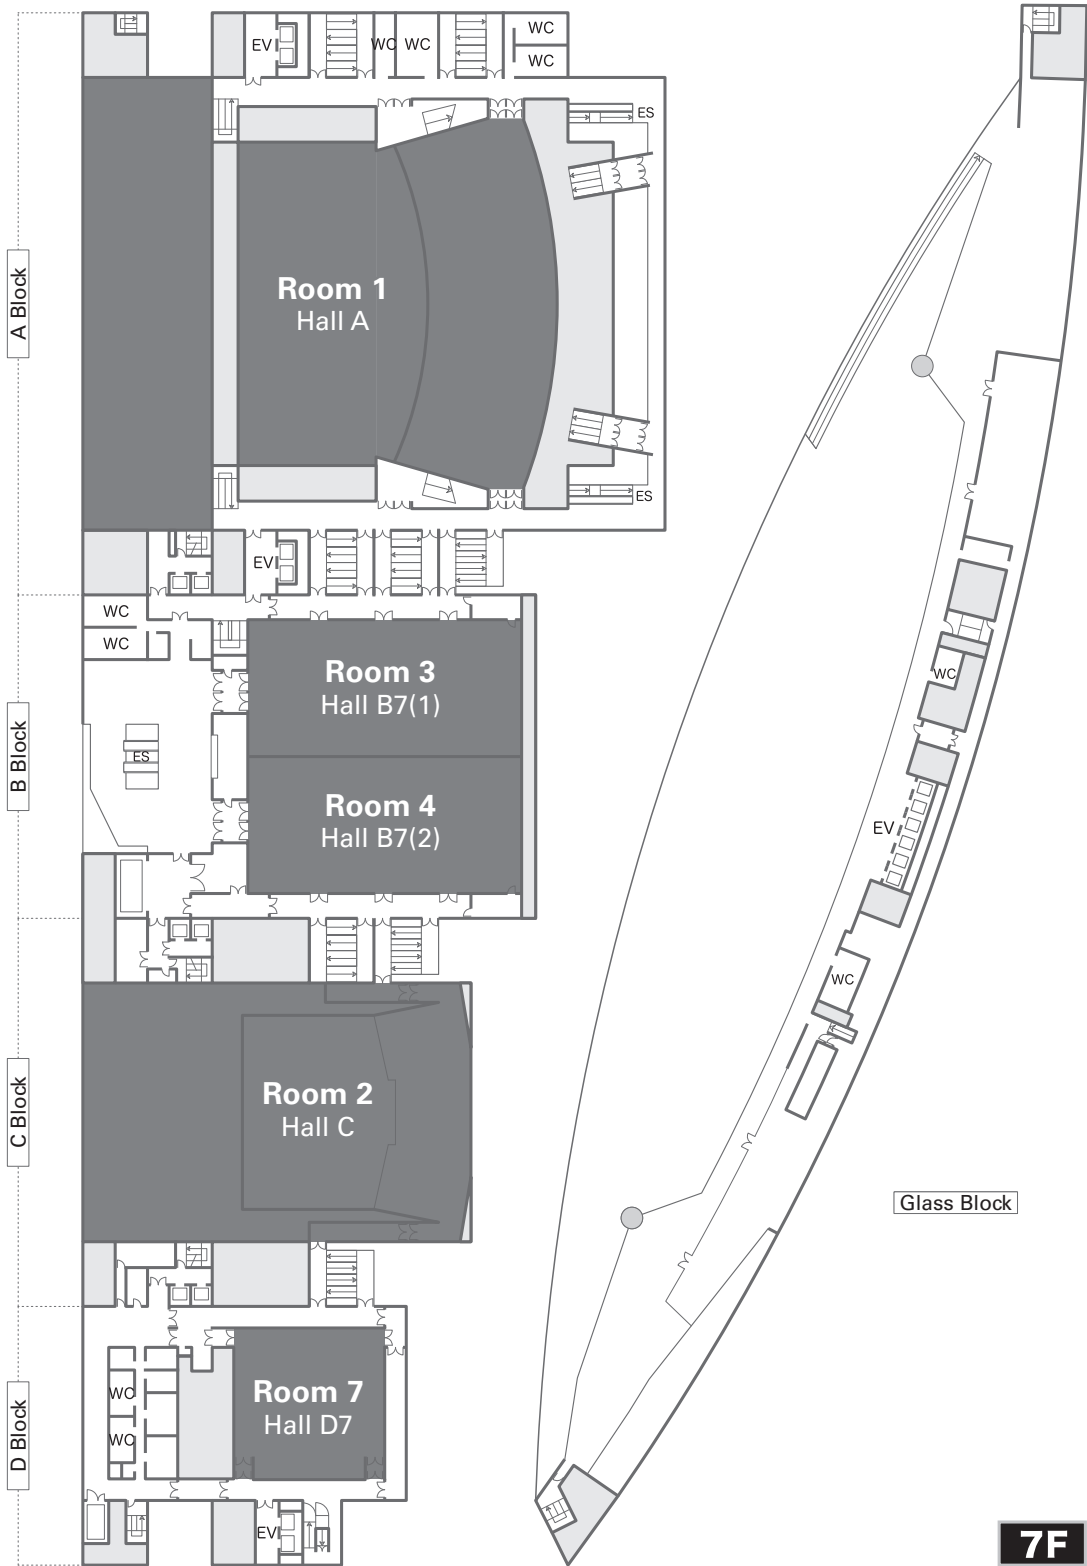 EV
WC
WC
WC
WC
ES
A Block
Room 1
Hall A
ES
EV
WC
WC
Room 3
Hall B7(1)
WC
B Block
ES
Room 4
Hall B7(2)
EV
WC
C Block
Room 2
Hall C
Glass Block
D Block
WC
Room 7
Hall D7
WC
EV
7F